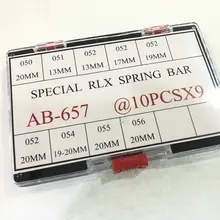 050 051 052 052 052
20MM 13MM 13MM 17MM 19MM
SPECIAL RLX SPRING BAR
AB-657 @10PCSX9
052 054 055 056
20MM 19-20MM 20MM 20MM